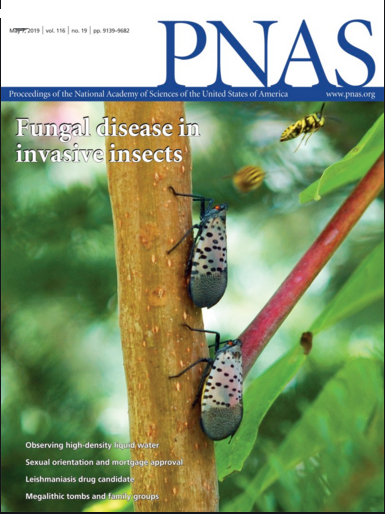 May 7, 2019 | vol. 116 | no. 19 | pp. 9139–9682
PNAS
Proceedings of the National Academy of Sciences of the United States of America www.pnas.org
Fungal disease in
invasive insects
Observing high-density liquid water
Sexual orientation and mortgage approval
Leishmaniasis drug candidate
Megalithic tombs and family groups